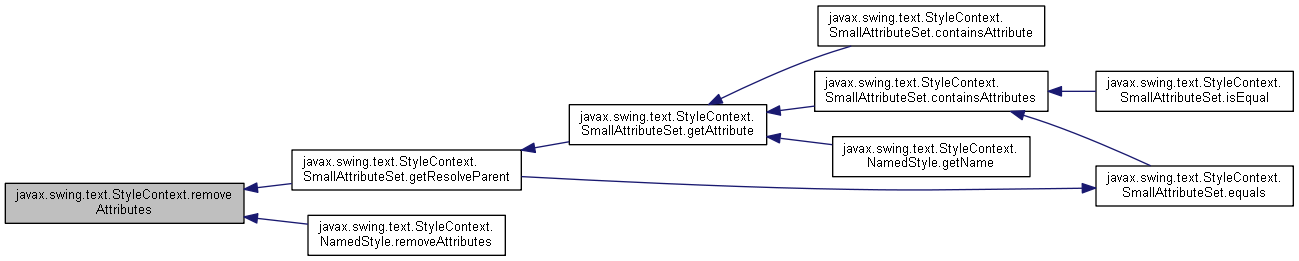 javax.swing.text.StyleContext.
SmallAttributeSet.containsAttribute
javax.swing.text.StyleContext.
SmallAttributeSet.containsAttributes
javax.swing.text.StyleContext.
SmallAttributeSet.isEqual
javax.swing.text.StyleContext.
SmallAttributeSet.getAttribute
javax.swing.text.StyleContext.
NamedStyle.getName
javax.swing.text.StyleContext.
SmallAttributeSet.getResolveParent
javax.swing.text.StyleContext.
SmallAttributeSet.equals
javax.swing.text.StyleContext.remove
Attributes
javax.swing.text.StyleContext.
NamedStyle.removeAttributes